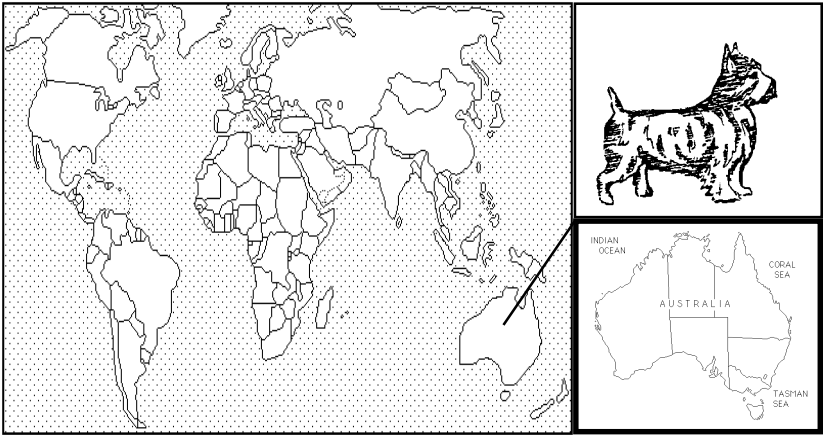 INDIAN
OCEAN
CORAL
SEA
AUSTRALIA
TASMAN
SEA